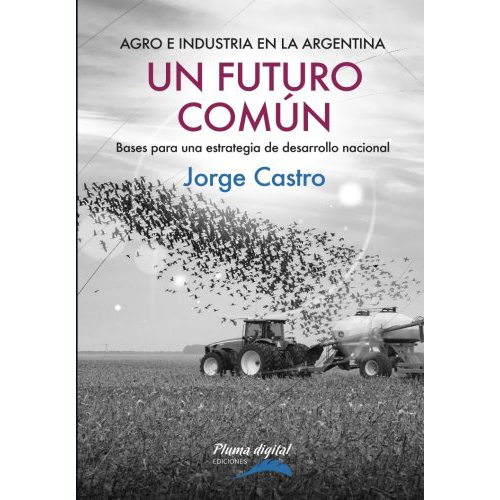 AGRO E INDUSTRIA EN LA ARGENTINA
UN FUTURO
COMÚN
Bases para una estrategia de desarrollo nacional
Jorge Castro
Pluma digital
EDICIONES